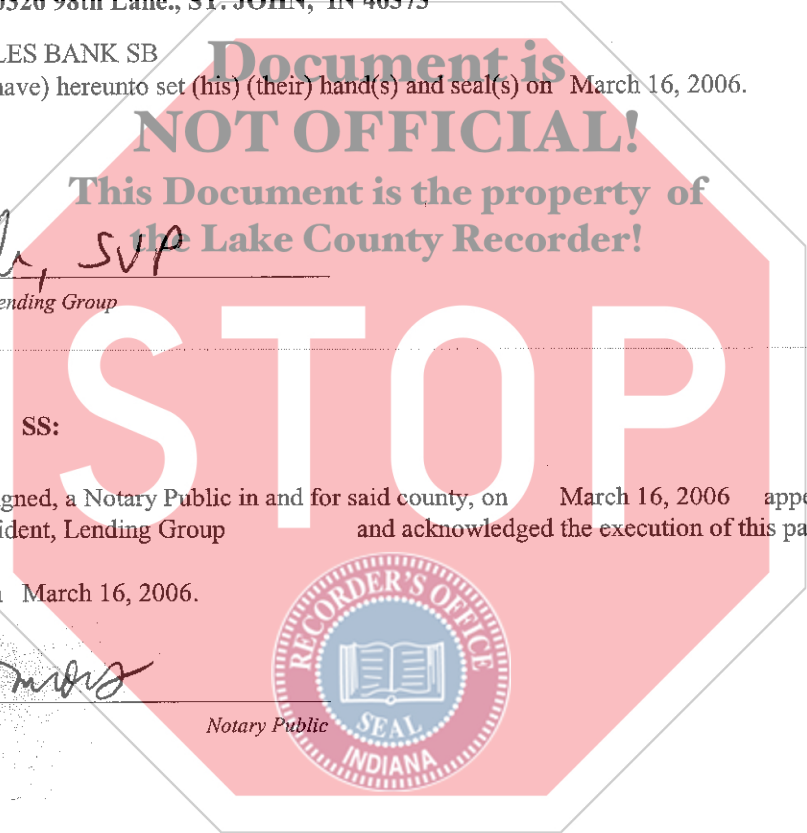 98th Lane., ST. JOHN, IN 46373
LES BANK SB
have) hereunto set (his) (their) hand(s) and seal(s) on March 16, 2006.
Document is
NOT OFFICIAL!
This Document is the property of
the Lake County Recorder!
SVP
ending Group
STOP
SS:
igned, a Notary Public in and for said county, on March 16, 2006 appe
ident, Lending Group and acknowledged the execution of this pa
March 16, 2006.
Notary Public
RECORDER'S OFFICE
SEAL
INDIANA